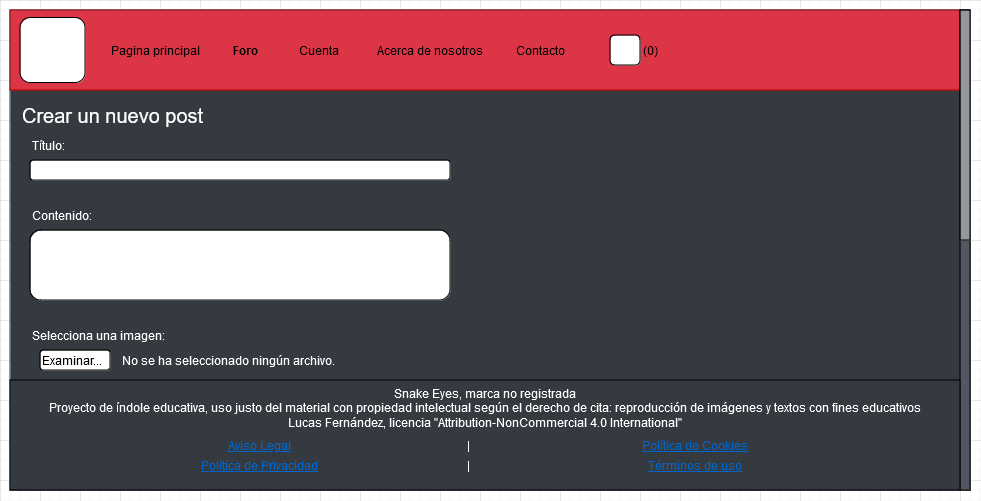 Pagina principal Foro Cuenta Acerca de nosotros Contacto (0)
Crear un nuevo post
Título:
Contenido:
Selecciona una imagen:
Examinar... No se ha seleccionado ningún archivo.
Snake Eyes, marca no registrada
Proyecto de índole educativa, uso justo del material con propiedad intelectual según el derecho de cita: reproducción de imágenes y textos con fines educativos
Lucas Fernández, licencia "Attribution-NonCommercial 4.0 International"
Aviso Legal | Política de Cookies
Política de Privacidad | Términos de uso